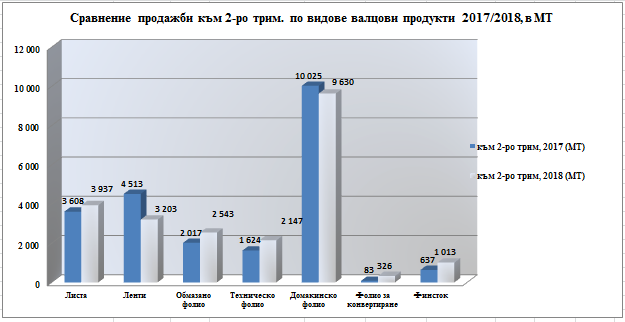 Сравнение продажби към 2-ро трим. по видове валцови продукти 2017/2018, в МТ
12 000
10 000
8 000
6 000
4 000
2 000
0
3 608
3 937
4 513
3 203
2 017
2 543
1 624
2 147
10 025
9 630
83
326
637
1 013
Листа
Ленти
Обмазано
фолио
Техническо
фолио
Домакинско
фолио
Фолио за
конвертиране
Финсток
към 2-ро трим, 2017 (МТ)
към 2-ро трим, 2018 (МТ)